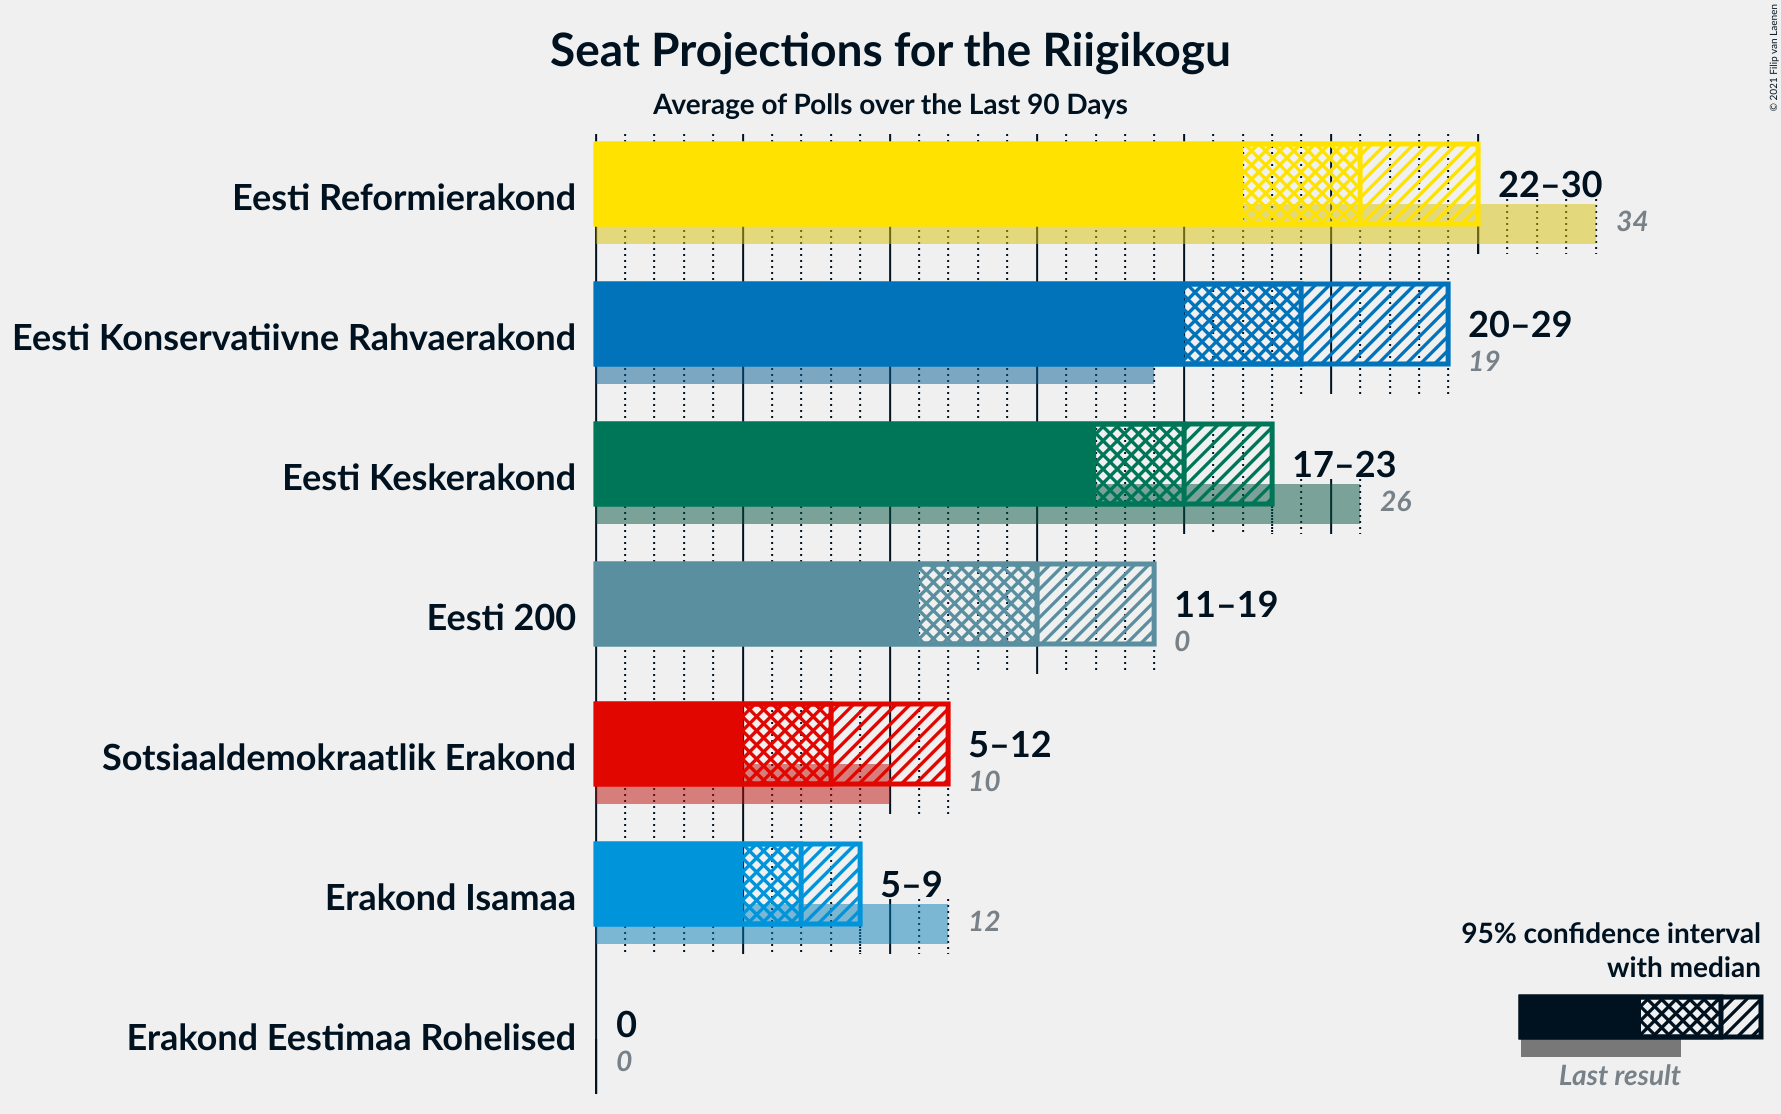 Seat Projections for the Riigikogu
Average of Polls over the Last 90 Days
© 2021 Filip van Laenen
Eesti Reformierakond
22–30
34
Eesti Konservatiivne Rahvaerakond
20–29
19
Eesti Keskerakond
17–23
26
Eesti 200
11–19
0
Sotsiaaldemokraatlik Erakond
5–12
10
Erakond Isamaa
5–9
12
Erakond Eestimaa Rohelised
0
0
95% confidence interval
with median
Last result